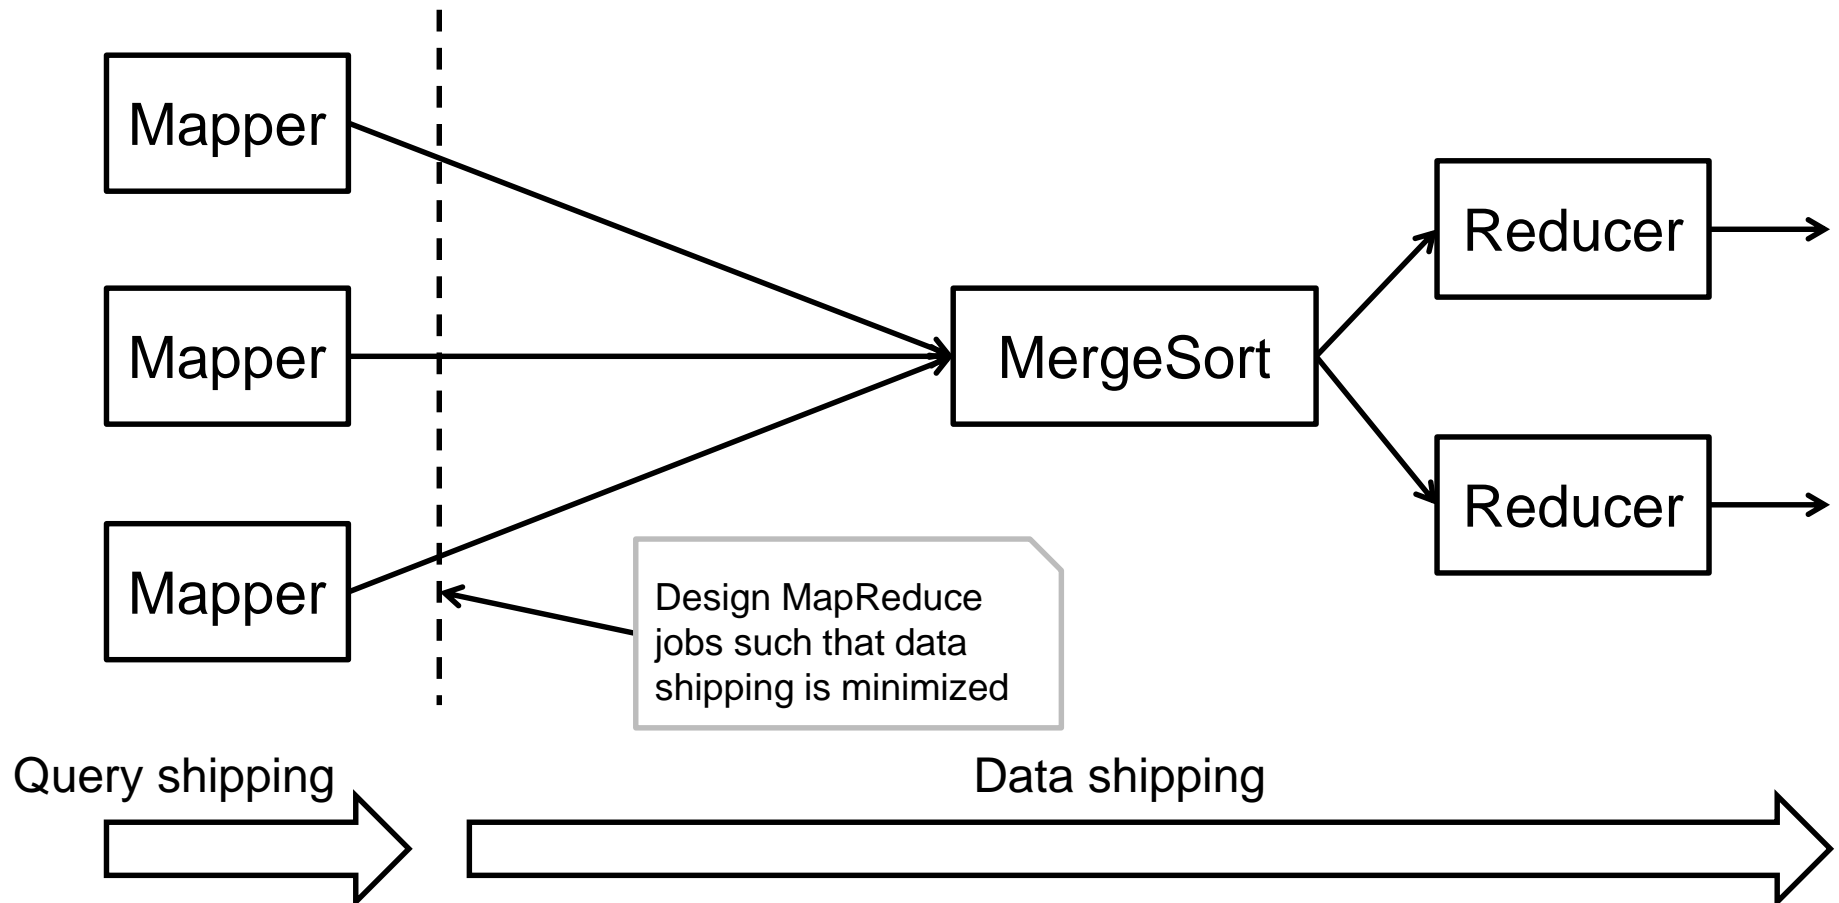 Mapper
Mapper
Mapper
MergeSort
Reducer
Reducer
Design MapReduce
jobs such that data
shipping is minimized
Query shipping
Data shipping